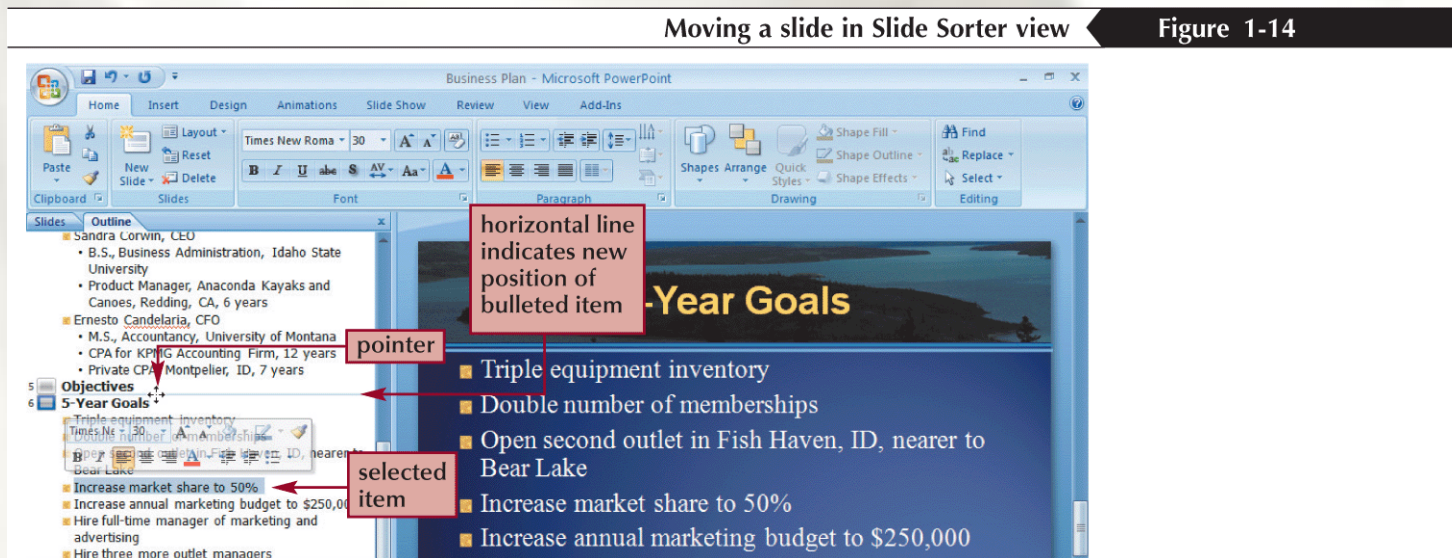 Moving a slide in Slide Sorter view
Figure 1-14
Business Plan - Microsoft PowerPoint
Home Insert Design Animations Slide Show Review View Add-Ins
Paste
Clipboard
New
Slide
Layout
Reset
Delete
Slides
Times New Roma 30
B I U abc S AV Aa A
Font
Paragraph
Shapes Arrange Quick
Styles
Shape Fill
Shape Outline
Shape Effects
Drawing
Find
Replace
Select
Editing
Slides Outline
Sandra Corwin, CEO
• B.S., Business Administration, Idaho State
University
• Product Manager, Anaconda Kayaks and
Canoes, Redding, CA, 6 years
Ernesto Candelaria, CFO
• M.S., Accountancy, University of Montana
• CPA for KPMG Accounting Firm, 12 years
• Private CPA Montpelier, ID, 7 years
5 Objectives
6 5-Year Goals
Triple equipment inventory
Double number of memberships
Open second outlet in Fish Haven, ID, nearer to
Bear Lake
Times Ne 30
B I
Increase market share to 50%
Increase annual marketing budget to $250,00
Hire full-time manager of marketing and
advertising
Hire three more outlet managers
pointer
horizontal line
indicates new
position of
bulleted item
selected
item
-Year Goals
Triple equipment inventory
Double number of memberships
Open second outlet in Fish Haven, ID, nearer to
Bear Lake
Increase market share to 50%
Increase annual marketing budget to $250,000